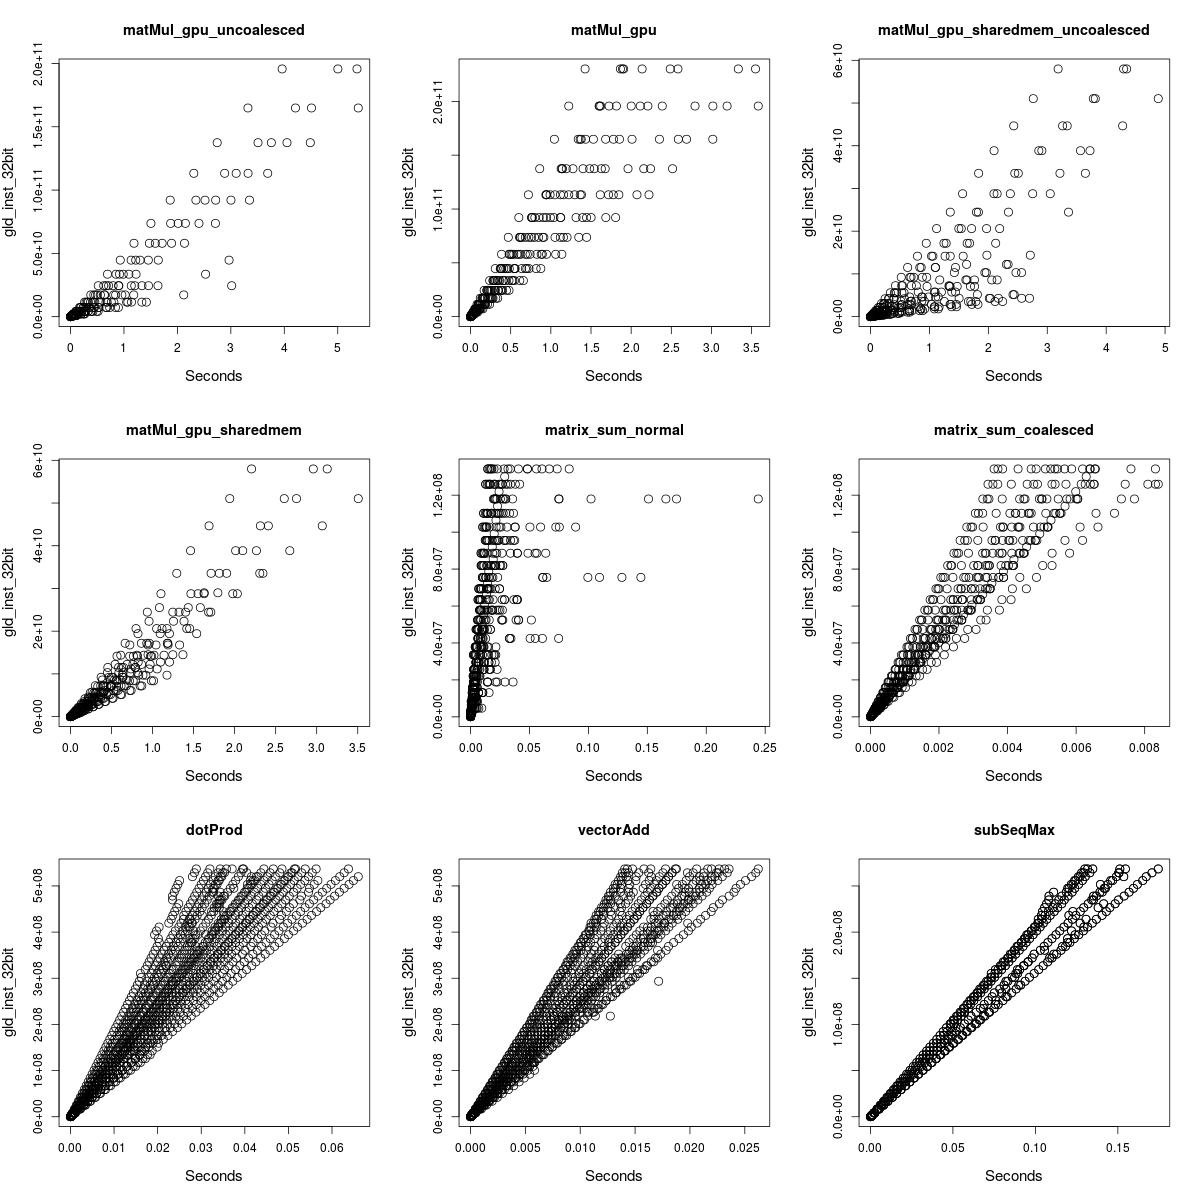 matMul_gpu_uncoalesced
gld_inst_32bit
0.0e+00 5.0e+10 1.0e+11 1.5e+11 2.0e+11
0 1 2 3 4 5
Seconds
matMul_gpu
gld_inst_32bit
0.0e+00 1.0e+11 2.0e+11
0.0 0.5 1.0 1.5 2.0 2.5 3.0 3.5
Seconds
matMul_gpu_sharedmem_uncoalesced
gld_inst_32bit
0e+00 2e+10 4e+10 6e+10
0 1 2 3 4 5
Seconds
matMul_gpu_sharedmem
gld_inst_32bit
0e+00 2e+10 4e+10 6e+10
0.0 0.5 1.0 1.5 2.0 2.5 3.0 3.5
Seconds
matrix_sum_normal
gld_inst_32bit
0.0e+00 4.0e+07 8.0e+07 1.2e+08
0.00 0.05 0.10 0.15 0.20 0.25
Seconds
matrix_sum_coalesced
gld_inst_32bit
0.0e+00 4.0e+07 8.0e+07 1.2e+08
0.000 0.002 0.004 0.006 0.008
Seconds
dotProd
gld_inst_32bit
0e+00 1e+08 2e+08 3e+08 4e+08 5e+08
0.00 0.01 0.02 0.03 0.04 0.05 0.06
Seconds
vectorAdd
gld_inst_32bit
0e+00 1e+08 2e+08 3e+08 4e+08 5e+08
0.000 0.005 0.010 0.015 0.020 0.025
Seconds
subSeqMax
gld_inst_32bit
0.0e+00 1.0e+08 2.0e+08
0.00 0.05 0.10 0.15
Seconds